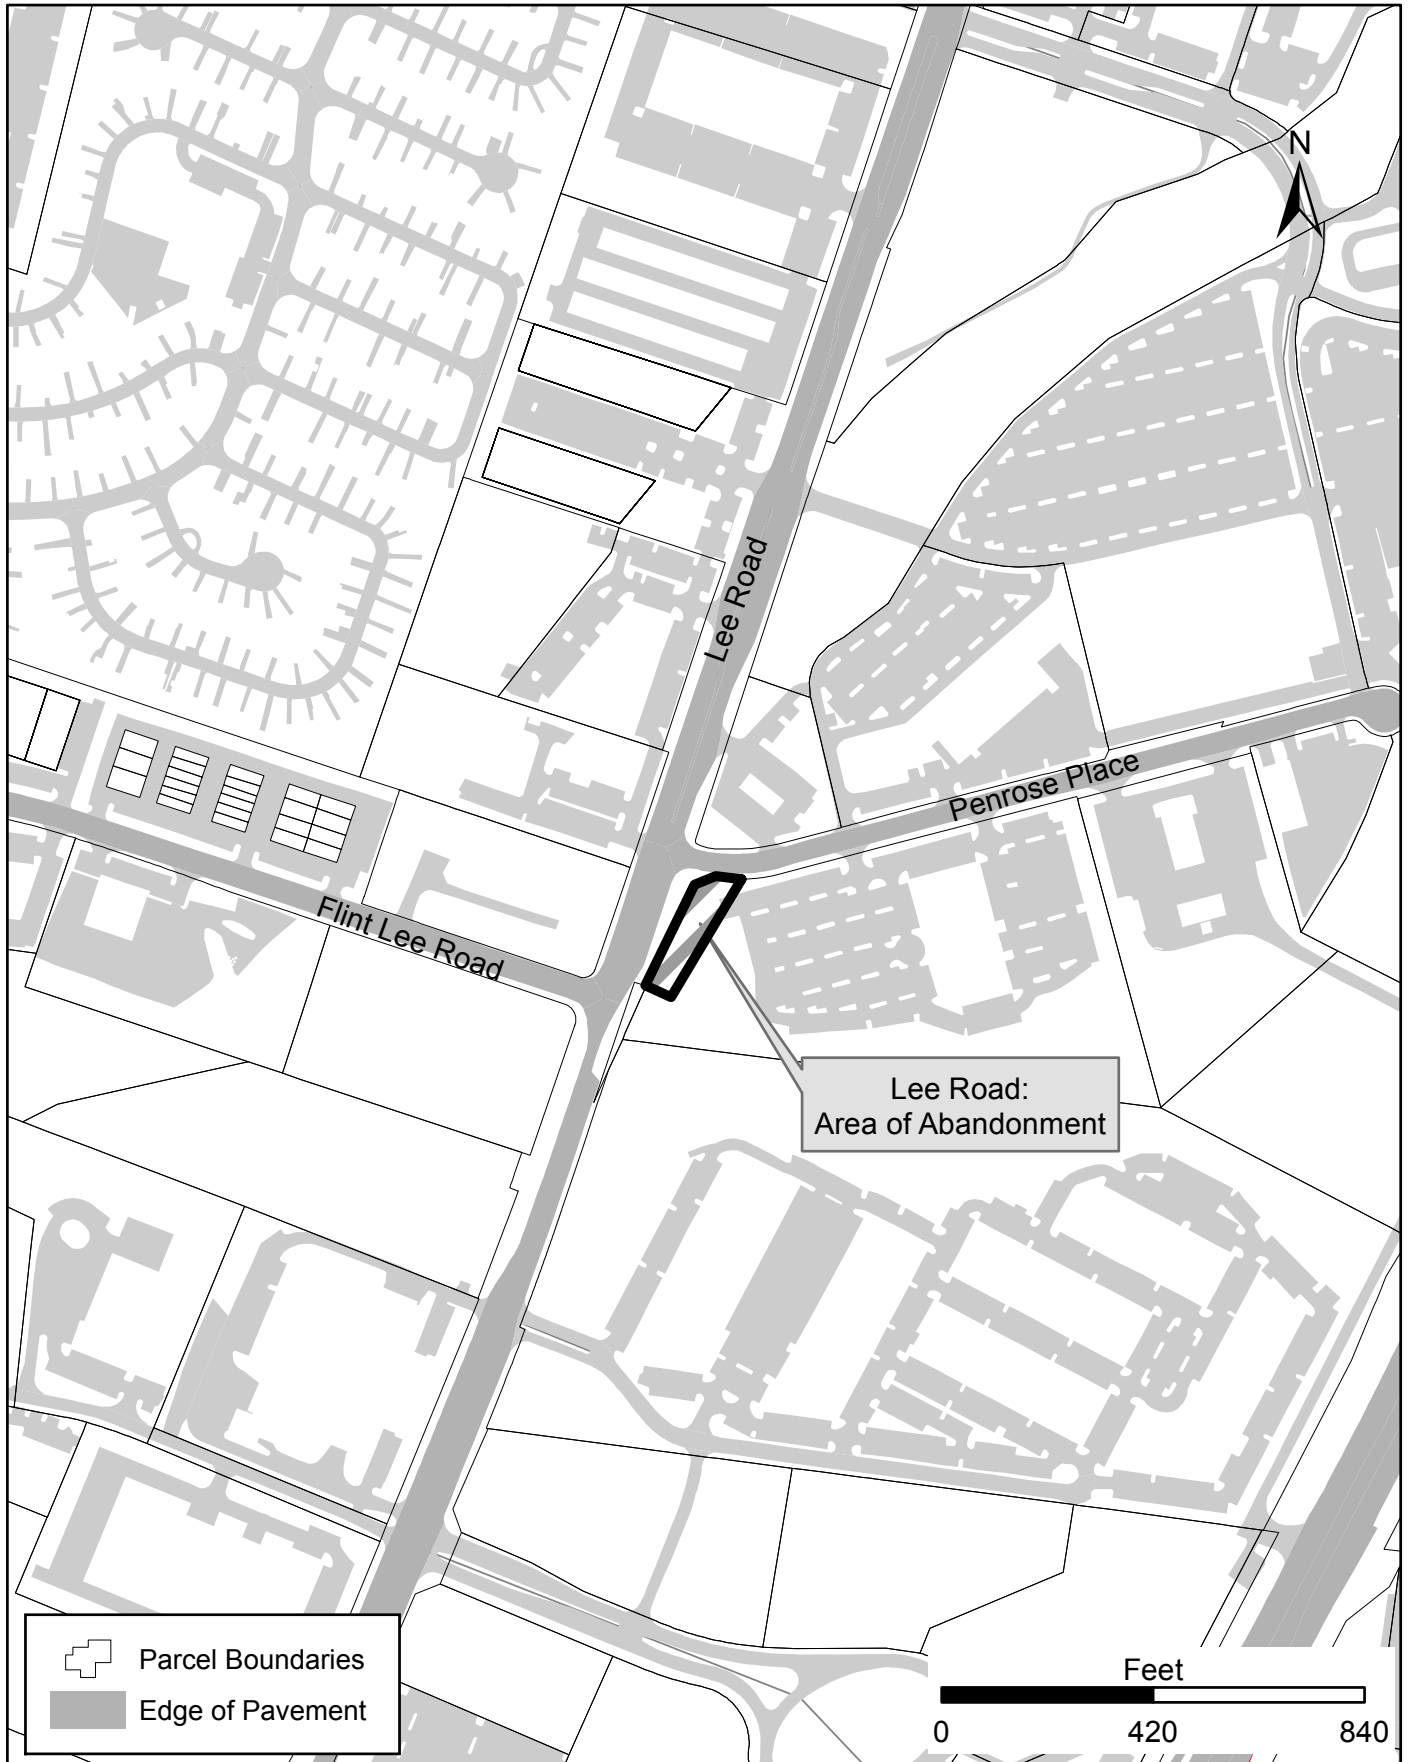 N
Lee Road
Penrose Place
Flint Lee Road
Lee Road:
Area of Abandonment
Parcel Boundaries
Edge of Pavement
Feet
0 420 840